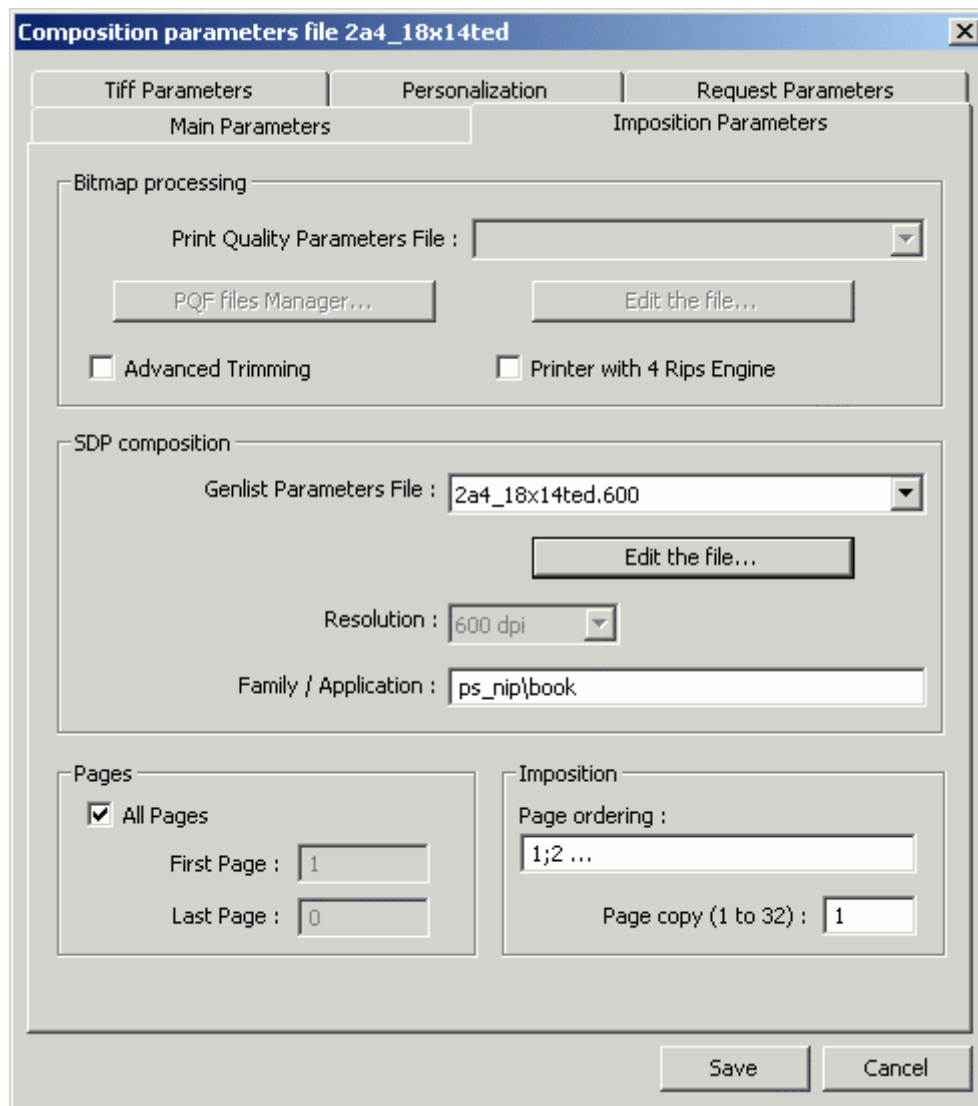 Composition parameters file 2a4_18x14ted
Tiff Parameters Personalization Request Parameters
Main Parameters Imposition Parameters
Bitmap processing
Print Quality Parameters File :
PQF files Manager... Edit the file...
Advanced Trimming Printer with 4 Rips Engine
SDP composition
Genlist Parameters File : 2a4_18x14ted.600
Edit the file...
Resolution : 600 dpi
Family / Application : ps_nip\book
Pages Imposition
All Pages Page ordering :
1;2 ...
First Page : 1
Last Page : 0 Page copy (1 to 32) : 1
Save Cancel